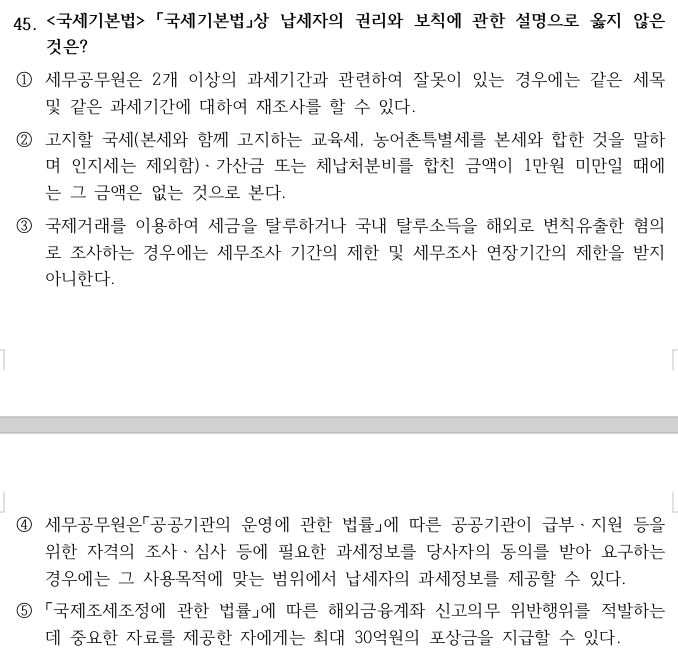 45. <국세기본법> 「국세기본법」상 납세자의 권리와 보칙에 관한 설명으로 옳지 않은
것은?
① 세무공무원은 2개 이상의 과세기간과 관련하여 잘못이 있는 경우에는 같은 세목
및 같은 과세기간에 대하여 재조사를 할 수 있다.
② 고지할 국세(본세와 함께 고지하는 교육세, 농어촌특별세를 본세와 합한 것을 말하
며 인지세는 제외함)、가산금 또는 체납처분비를 합친 금액이 1만원 미만일 때에
는 그 금액은 없는 것으로 본다.
③ 국제거래를 이용하여 세금을 탈루하거나 국내 탈루소득을 해외로 변칙유출한 혐의
로 조사하는 경우에는 세무조사 기간의 제한 및 세무조사 연장기간의 제한을 받지
아니한다.
④ 세무공무원은「공공기관의 운영에 관한 법률」에 따른 공공기관이 급부、지원 등을
위한 자격의 조사、심사 등에 필요한 과세정보를 당사자의 동의를 받아 요구하는
경우에는 그 사용목적에 맞는 범위에서 납세자의 과세정보를 제공할 수 있다.
⑤ 「국제조세조정에 관한 법률」에 따른 해외금융계좌 신고의무 위반행위를 적발하는
데 중요한 자료를 제공한 자에게는 최대 30억원의 포상금을 지급할 수 있다.